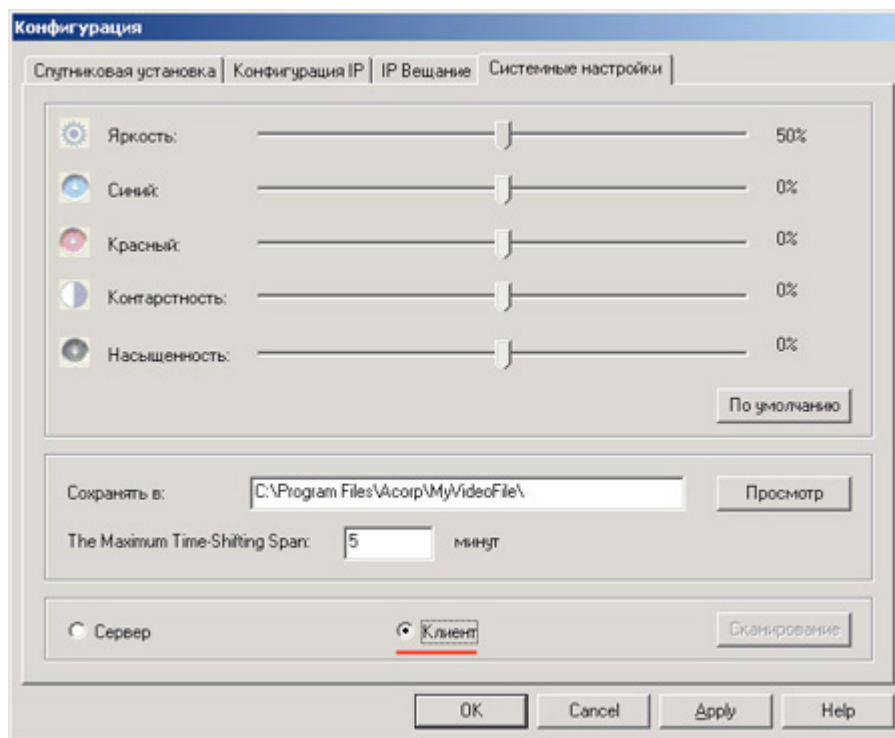 Конфигурация
Спутниковая установка Конфигурация IP IP Вещание Системные настройки
Яркость: 50%
Синий: 0%
Красный: 0%
Контарстность: 0%
Насыщенность: 0%
По умолчанию
Сохранять в: C:\Program Files\Acorp\MyVideoFile\ Просмотр
The Maximum Time-Shifting Span: 5 минут
Сервер Клиент Сканирование
OK Cancel Apply Help